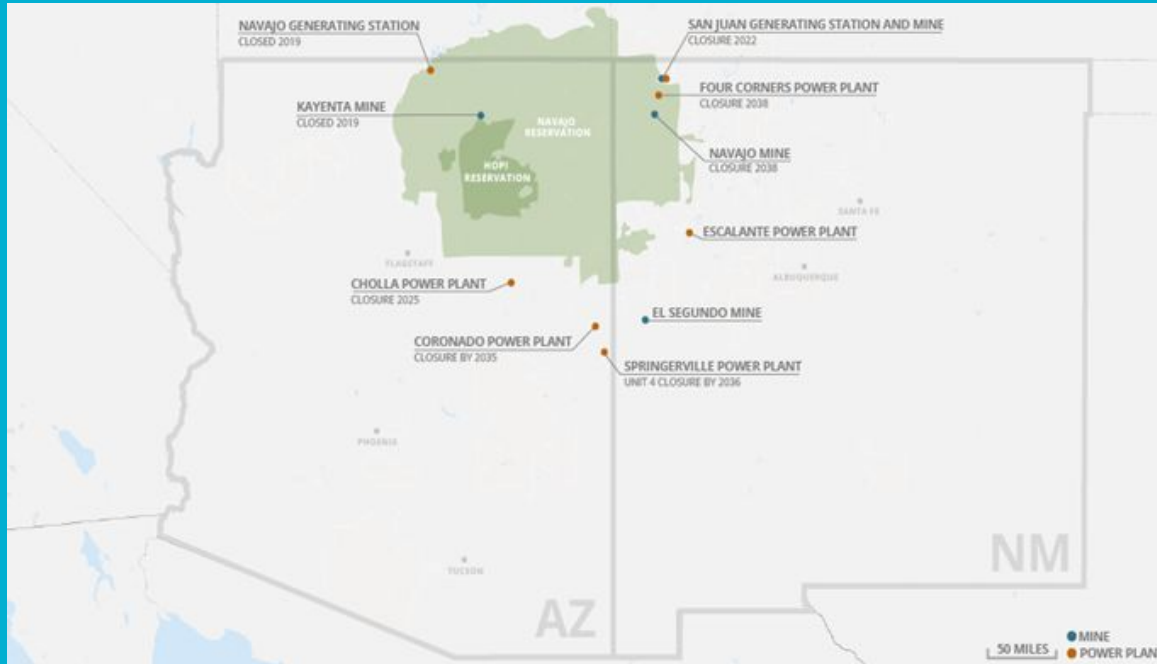 NAVAJO GENERATING STATION
CLOSED 2019
SAN JUAN GENERATING STATION AND MINE
CLOSURE 2022
FOUR CORNERS POWER PLANT
CLOSURE 2038
KAYENTA MINE
CLOSED 2019
NAVAJO
RESERVATION
NAVAJO MINE
CLOSURE 2038
HOPI
RESERVATION
SANTA FE
ESCALANTE POWER PLANT
FLAGSTAFF
ALBUQUERQUE
CHOLLA POWER PLANT
CLOSURE 2025
EL SEGUNDO MINE
CORONADO POWER PLANT
CLOSURE BY 2035
SPRINGERVILLE POWER PLANT
UNIT 4 CLOSURE BY 2036
PHOENIX
NM
TUCSON
AZ
MINE
50 MILES
POWER PLAN